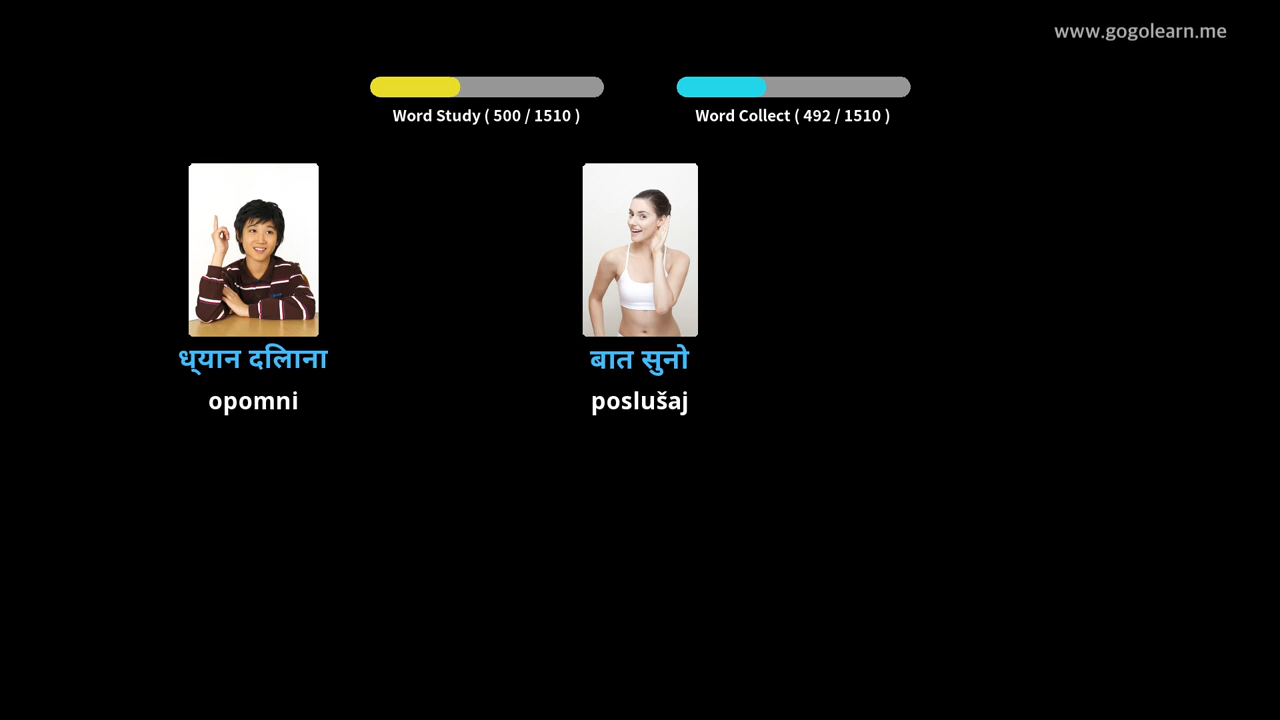 www.gogolearn.me
Word Study ( 500 / 1510 )
Word Collect ( 492 / 1510 )
ध्यान दलिाना
बात सुनो
opomni
poslušaj